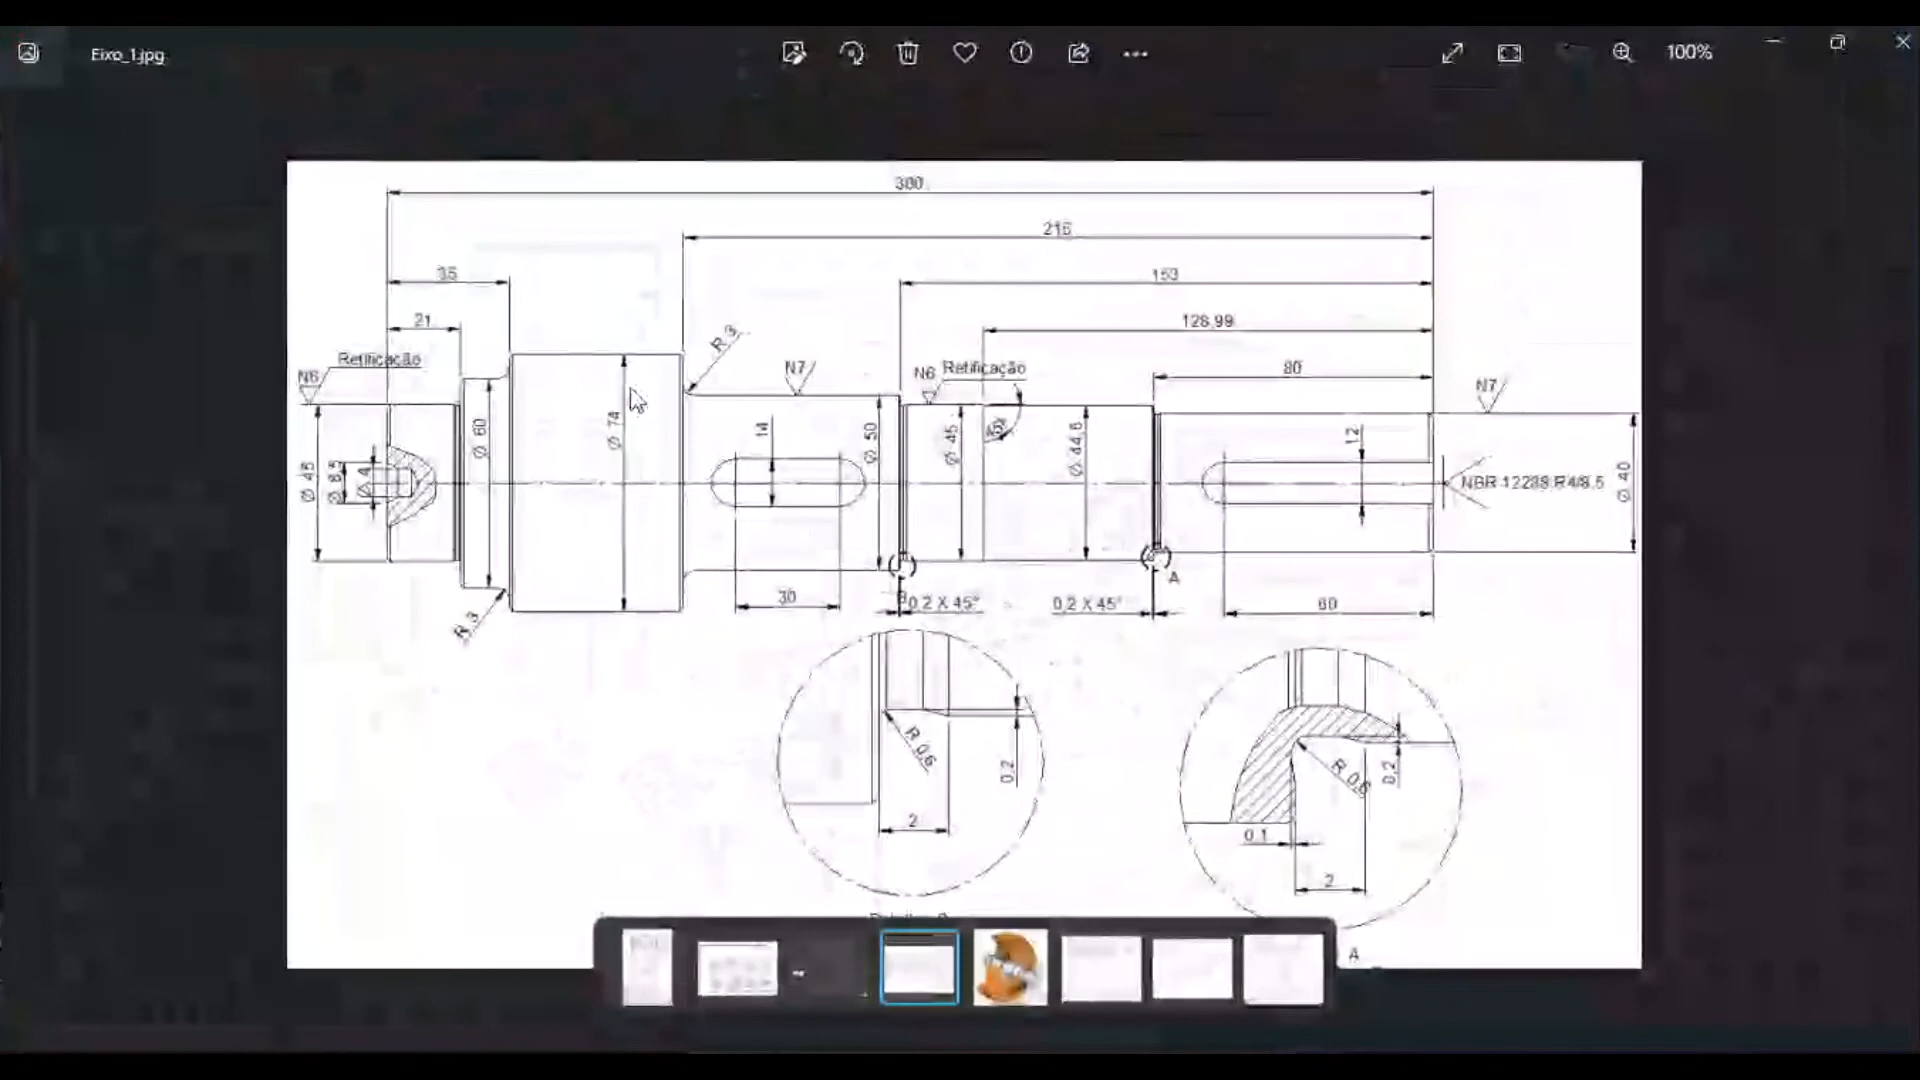 Eixo_1.jpg
100%
300
216
35
153
21
128,99
R 3
Retificação
N6
N7
N6
Retificação
80
N7
Ø 45
Ø 8.5
Ø 4
Ø 60
Ø 74
14
Ø 50
Ø 45
45°
Ø 44,6
12
NBR 12288 R4/8.5
Ø 40
R 3
30
B
0.2 X 45°
0.2 X 45°
A
60
R 0.6
0.2
2
R 0.6
0.2
0.1
2
A